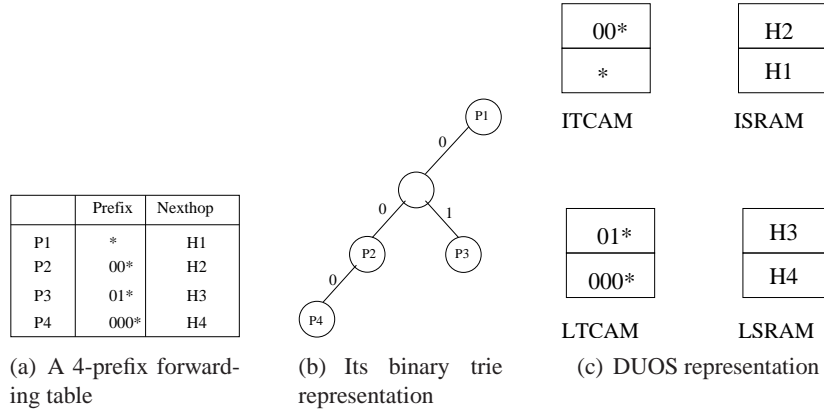 Prefix Nexthop
P1 * H1
P2 00* H2
P3 01* H3
P4 000* H4
(a) A 4-prefix forward-
ing table
P1
0
0 1
P2 P3
0
P4
(b) Its binary trie
representation
00* H2
* H1
ITCAM ISRAM
01* H3
000* H4
LTCAM LSRAM
(c) DUOS representation